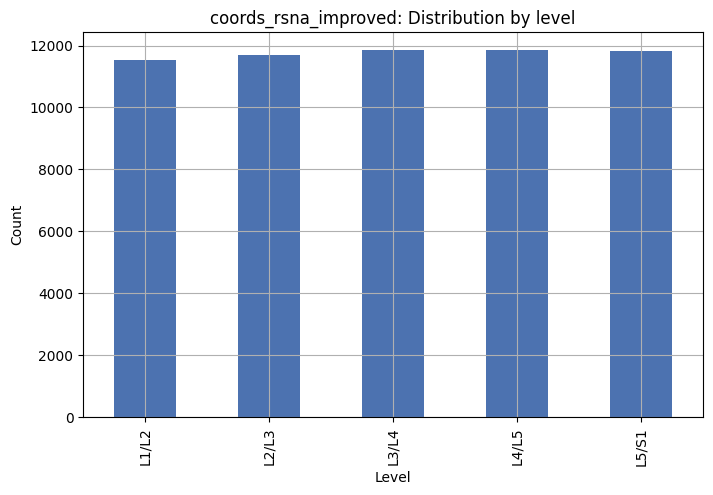 coords_rsna_improved: Distribution by level
12000
10000
8000
6000
4000
2000
0
Count
L1/L2
L2/L3
L3/L4
L4/L5
L5/S1
Level